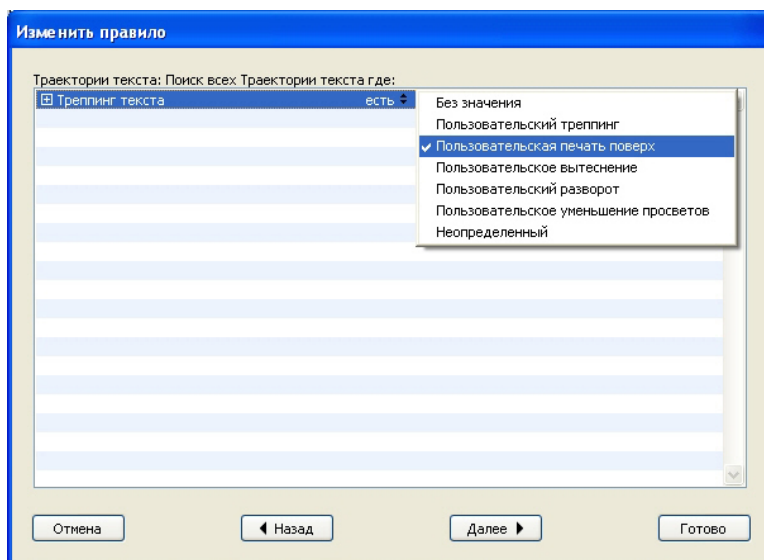 Изменить правило
Траектории текста: Поиск всех Траектории текста где:
Треппинг текста есть
Без значения
Пользовательский треппинг
Пользовательская печать поверх
Пользовательское вытеснение
Пользовательский разворот
Пользовательское уменьшение просветов
Неопределенный
Отмена Назад Далее Готово